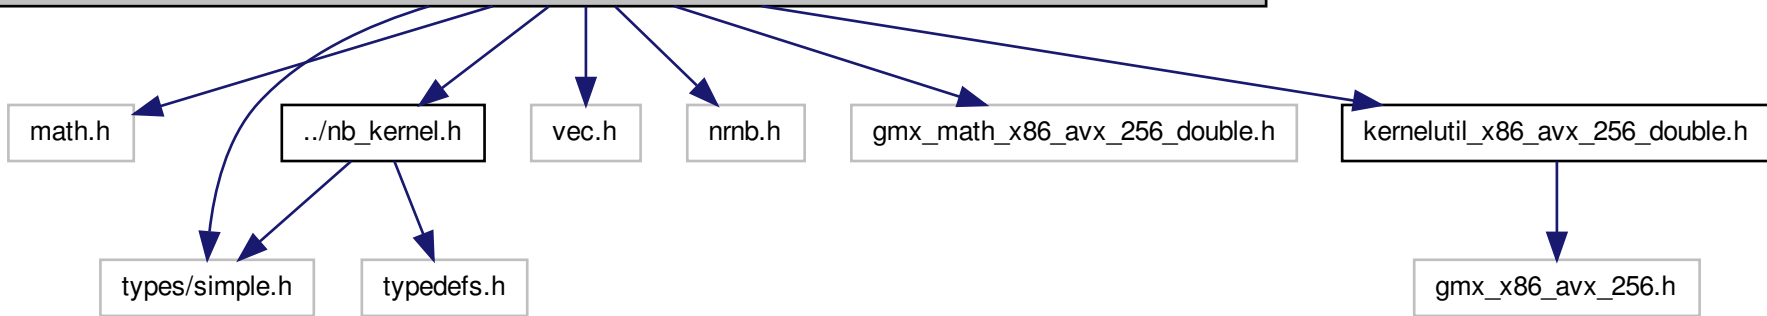 math.h
../nb_kernel.h
vec.h
nrnb.h
gmx_math_x86_avx_256_double.h
kernelutil_x86_avx_256_double.h
types/simple.h
typedefs.h
gmx_x86_avx_256.h